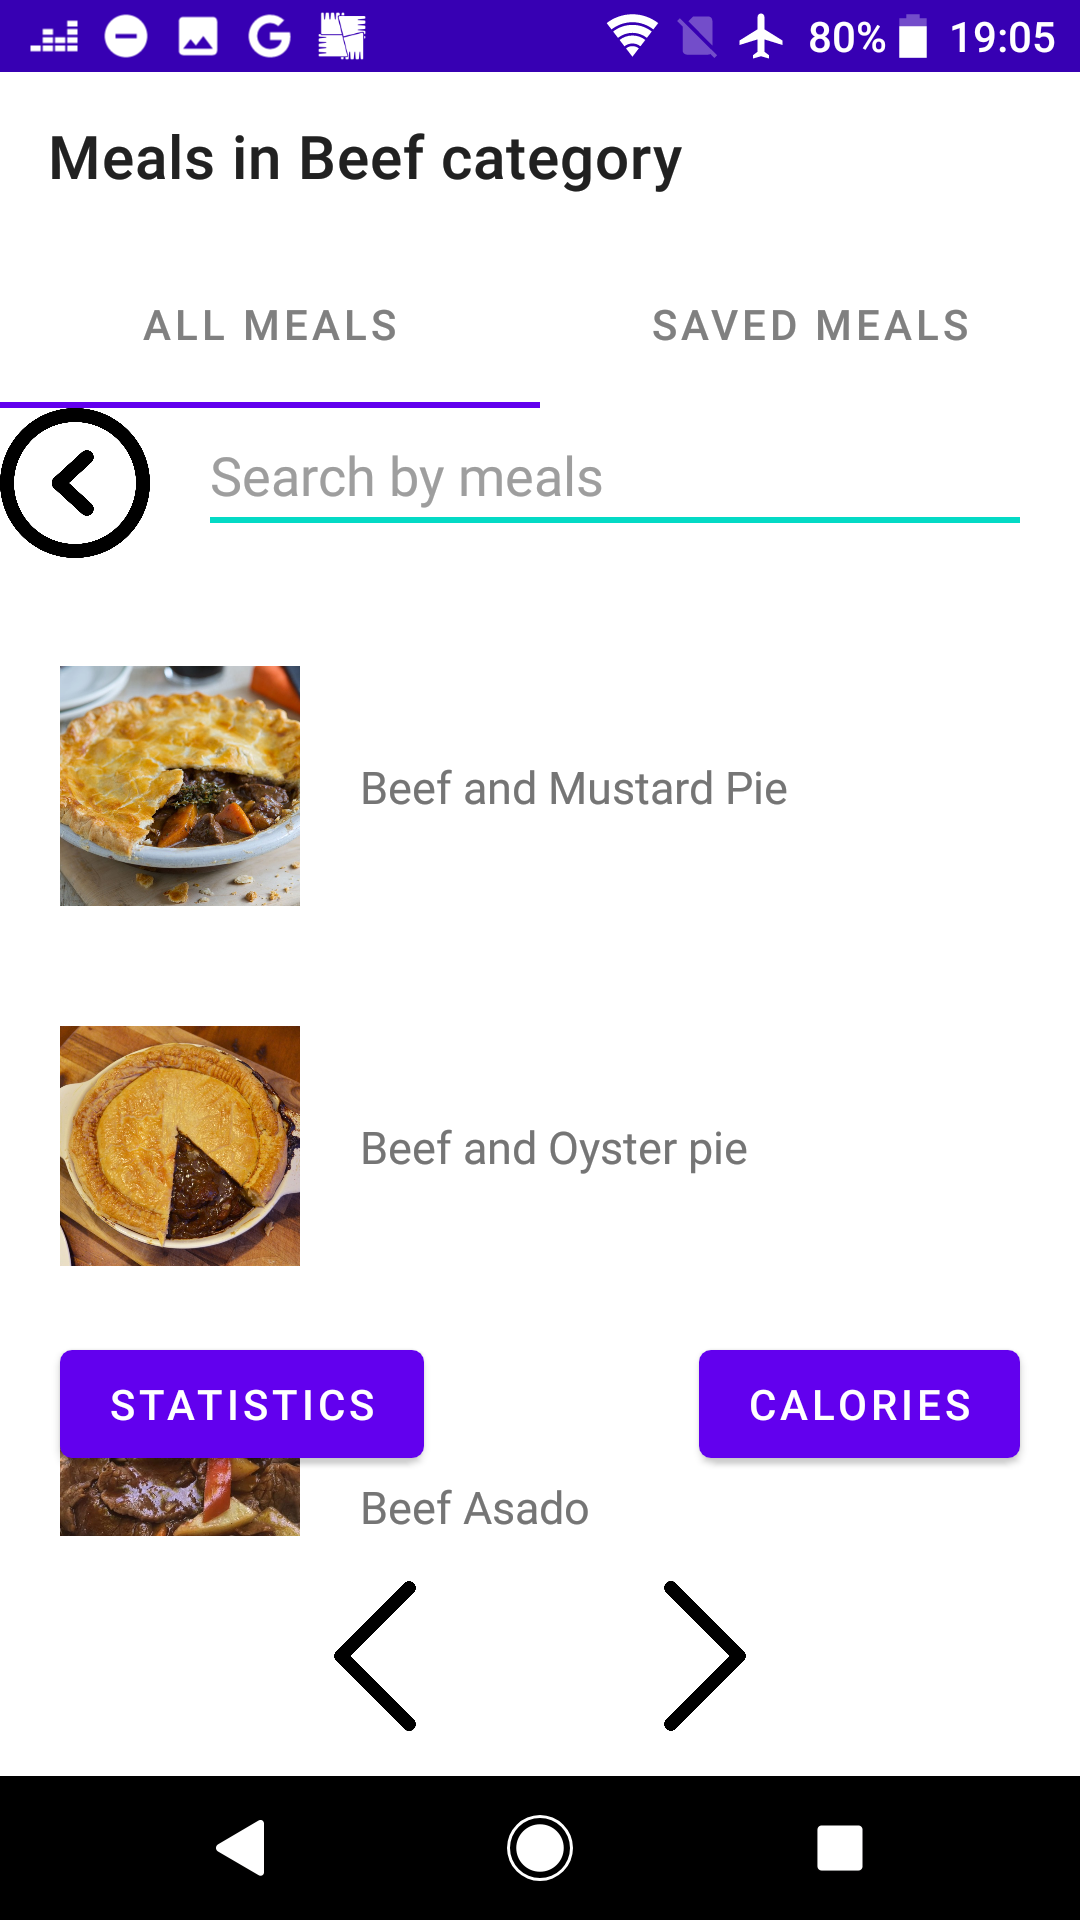 80% 19:05
Meals in Beef category
ALL MEALS SAVED MEALS
Search by meals
Beef and Mustard Pie
Beef and Oyster pie
STATISTICS CALORIES
Beef Asado